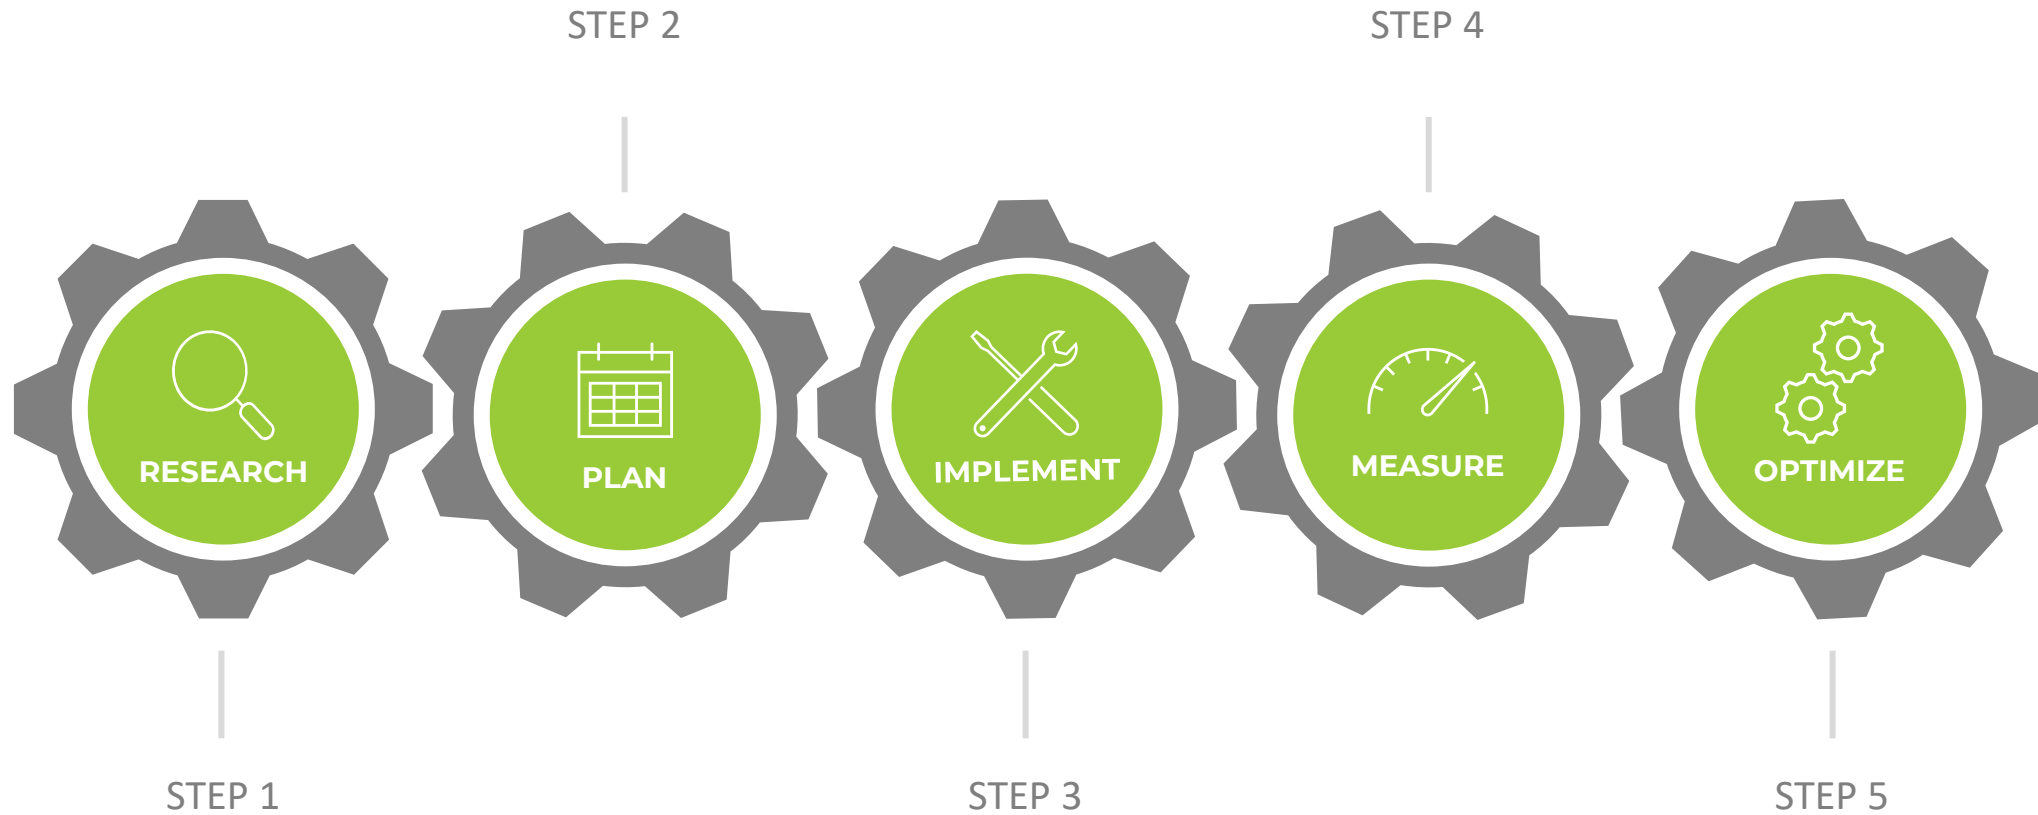 STEP 2
STEP 4
RESEARCH
PLAN
IMPLEMENT
MEASURE
OPTIMIZE
STEP 1
STEP 3
STEP 5